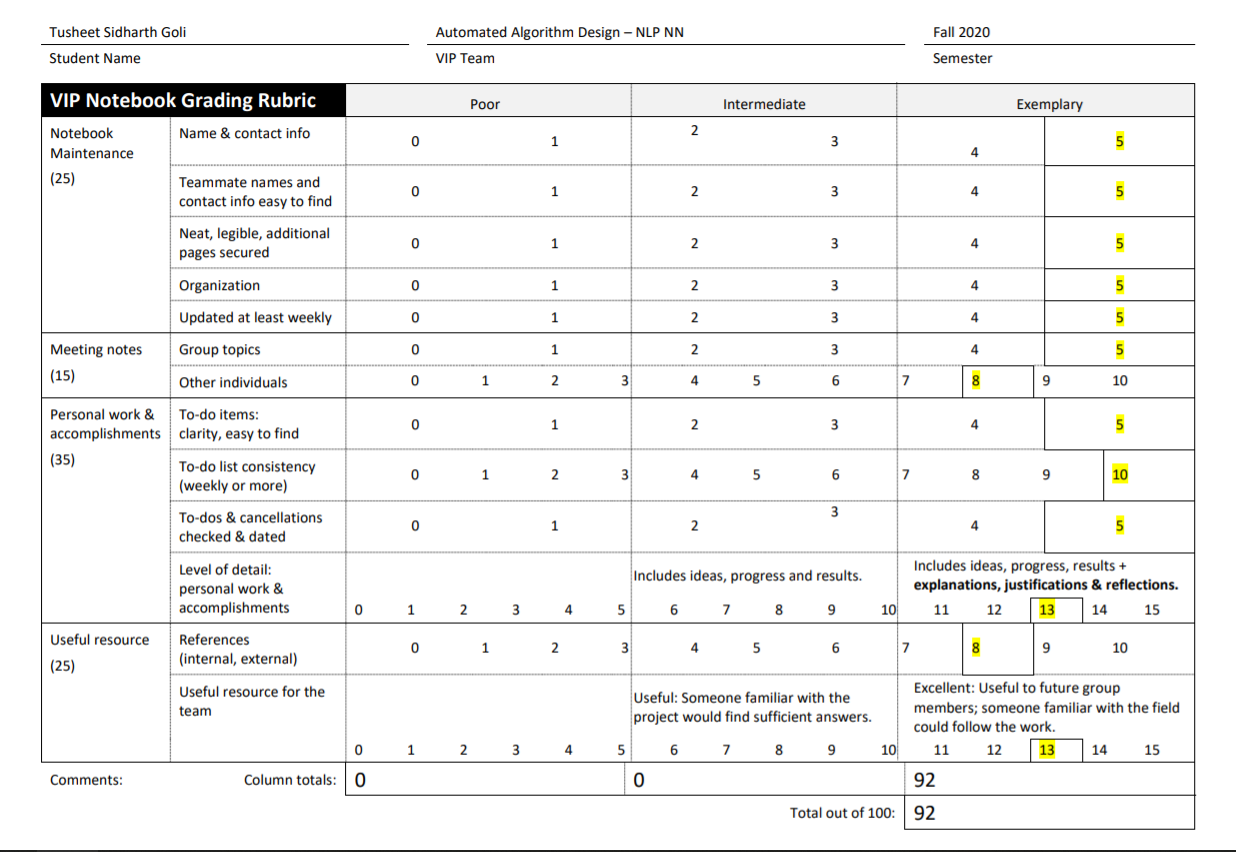 Tusheet Sidharth Goli Automated Algorithm Design – NLP NN Fall 2020
Student Name VIP Team Semester
VIP Notebook Grading Rubric Poor Intermediate Exemplary
Notebook Maintenance (25)
Name & contact info 0 1 2 3 4 5
Teammate names and contact info easy to find 0 1 2 3 4 5
Neat, legible, additional pages secured 0 1 2 3 4 5
Organization 0 1 2 3 4 5
Updated at least weekly 0 1 2 3 4 5
Meeting notes (15)
Group topics 0 1 2 3 4 5
Other individuals 0 1 2 3 4 5 6 7 8 9 10
Personal work & accomplishments (35)
To-do items: clarity, easy to find 0 1 2 3 4 5
To-do list consistency (weekly or more) 0 1 2 3 4 5 6 7 8 9 10
To-dos & cancellations checked & dated 0 1 2 3 4 5
Level of detail: personal work & accomplishments
Includes ideas, progress and results.
Includes ideas, progress, results +
explanations, justifications & reflections.
0 1 2 3 4 5 6 7 8 9 10 11 12 13 14 15
Useful resource (25)
References (internal, external) 0 1 2 3 4 5 6 7 8 9 10
Useful resource for the team
Useful: Someone familiar with the
project would find sufficient answers.
Excellent: Useful to future group
members; someone familiar with the field
could follow the work.
0 1 2 3 4 5 6 7 8 9 10 11 12 13 14 15
Comments: Column totals: 0 0 92
Total out of 100: 92